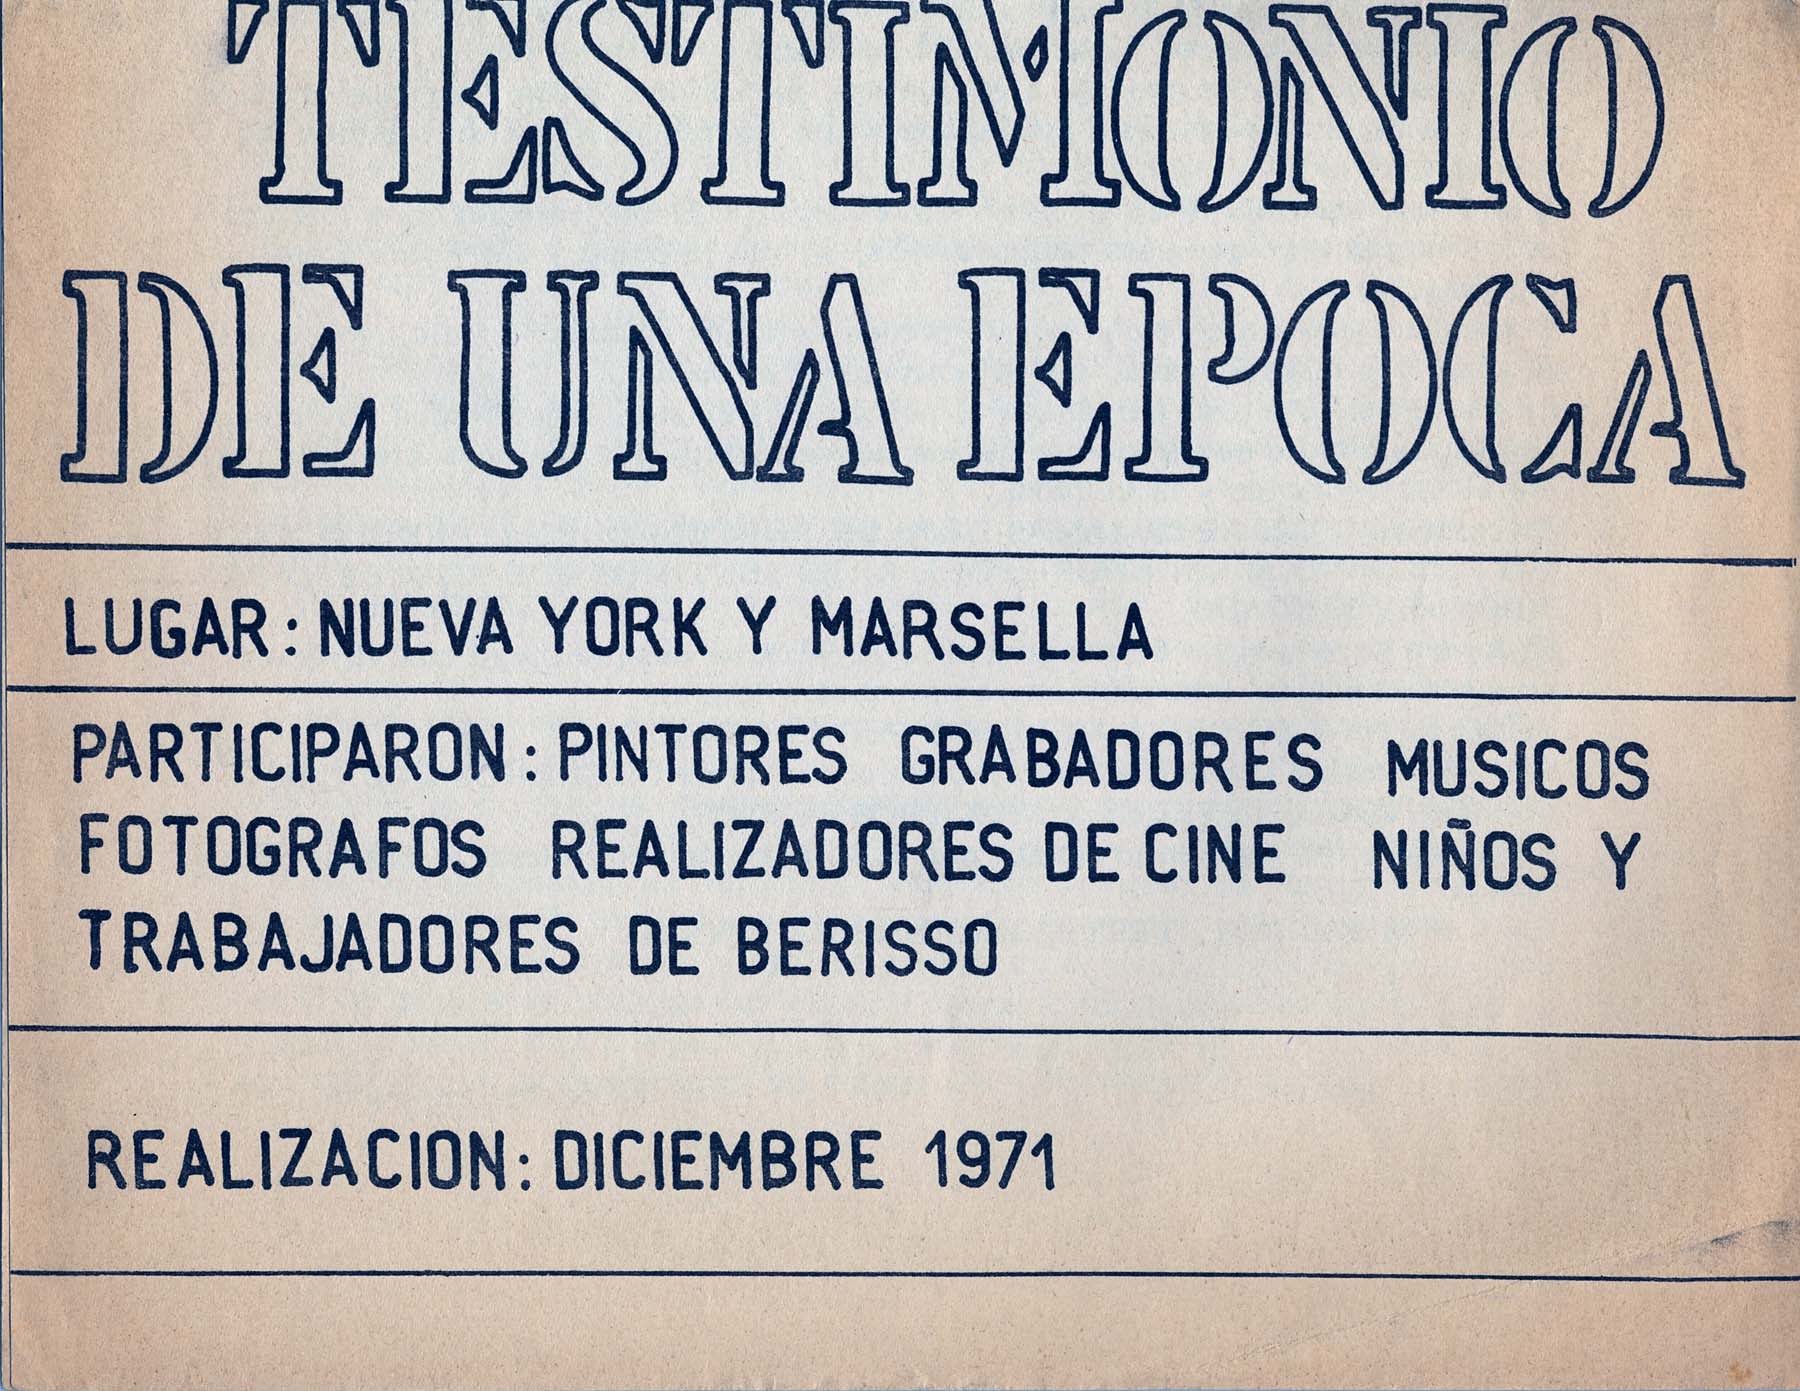 TESTIMONIO
DE UNA EPOCA
LUGAR: NUEVA YORK Y MARSELLA
PARTICIPARON: PINTORES GRABADORES MUSICOS
FOTOGRAFOS REALIZADORES DE CINE NIÑOS Y
TRABAJADORES DE BERISSO
REALIZACION: DICIEMBRE 1971